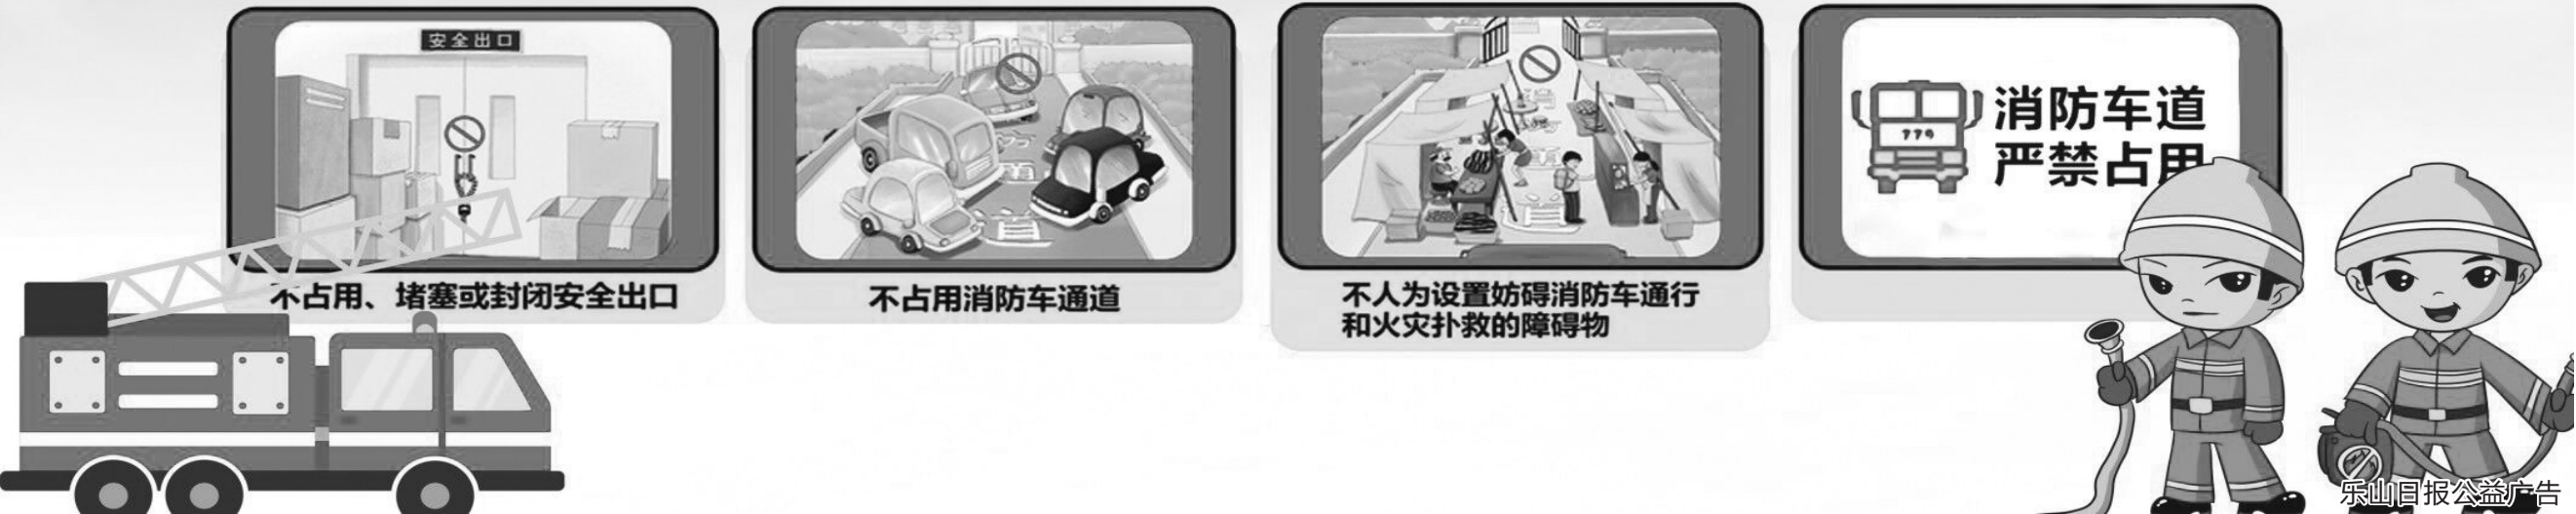 安全出口
不占用、堵塞或封闭安全出口
不占用消防车通道
不人为设置妨碍消防车通行
和火灾扑救的障碍物
消防车道
严禁占用
乐山日报公益广告